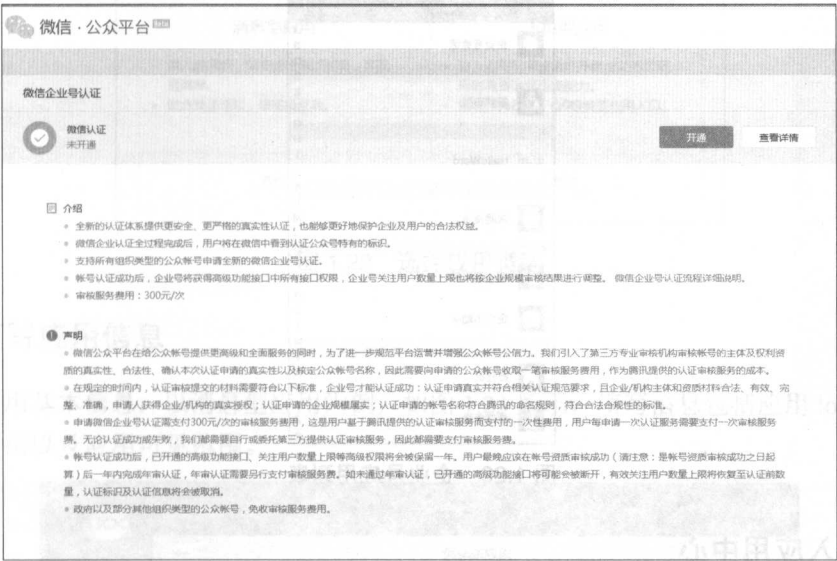 微信·公众平台 Beta
微信企业号认证
微信认证
未开通
开通
查看详情
介绍
全新的认证体系提供更安全、更严格的真实性认证，也能够更好地保护企业及用户的合法权益。
微信企业认证全过程完成后，用户将在微信中看到认证公众号特有的标识。
支持所有组织类型的公众帐号申请全新的微信企业号认证。
帐号认证成功后，企业号将获得高级功能接口中所有接口权限，企业号关注用户数量上限也将按企业规模审核结果进行调整。 微信企业号认证流程详细说明。
审核服务费用：300元/次
声明
微信公众平台在给公众帐号提供更高级和全面服务的同时，为了进一步规范平台运营并增强公众帐号公信力。我们引入了第三方专业审核机构审核帐号的主体及权利资
质的真实性、合法性、确认本次认证申请的真实性以及核定公众帐号名称，因此需要向申请的公众帐号收取一笔审核服务费用，作为腾讯提供的认证审核服务的成本。
在规定的时间内，认证审核提交的材料需要符合以下标准，企业号才能认证成功：认证申请真实并符合相关认证规范要求，且企业/机构主体和资质材料合法、有效、完
整、准确，申请人获得企业/机构的真实授权；认证申请的企业规模属实；认证申请的帐号名称符合腾讯的命名规则，符合合法合规性的标准。
申请微信企业号认证需支付300元/次的审核服务费用，这是用户基于腾讯提供的认证审核服务而支付的一次性费用，用户每申请一次认证服务需要支付一次审核服务
费。无论认证成功或失败，我们都需要自行或委托第三方提供认证审核服务，因此都需要支付审核服务费。
帐号认证成功后，已开通的高级功能接口、关注用户数量上限等高级权限将会被保留一年。用户最晚应该在帐号资质审核成功（请注意：是帐号资质审核成功之日起
算）后一年内完成年审认证，年审认证需要另行支付审核服务费。如未通过年审认证，已开通的高级功能接口将可能会被断开，有效关注用户数量上限将恢复至认证前数
量，认证标识及认证信息将会被取消。
政府以及部分其他组织类型的公众帐号，免收审核服务费用。